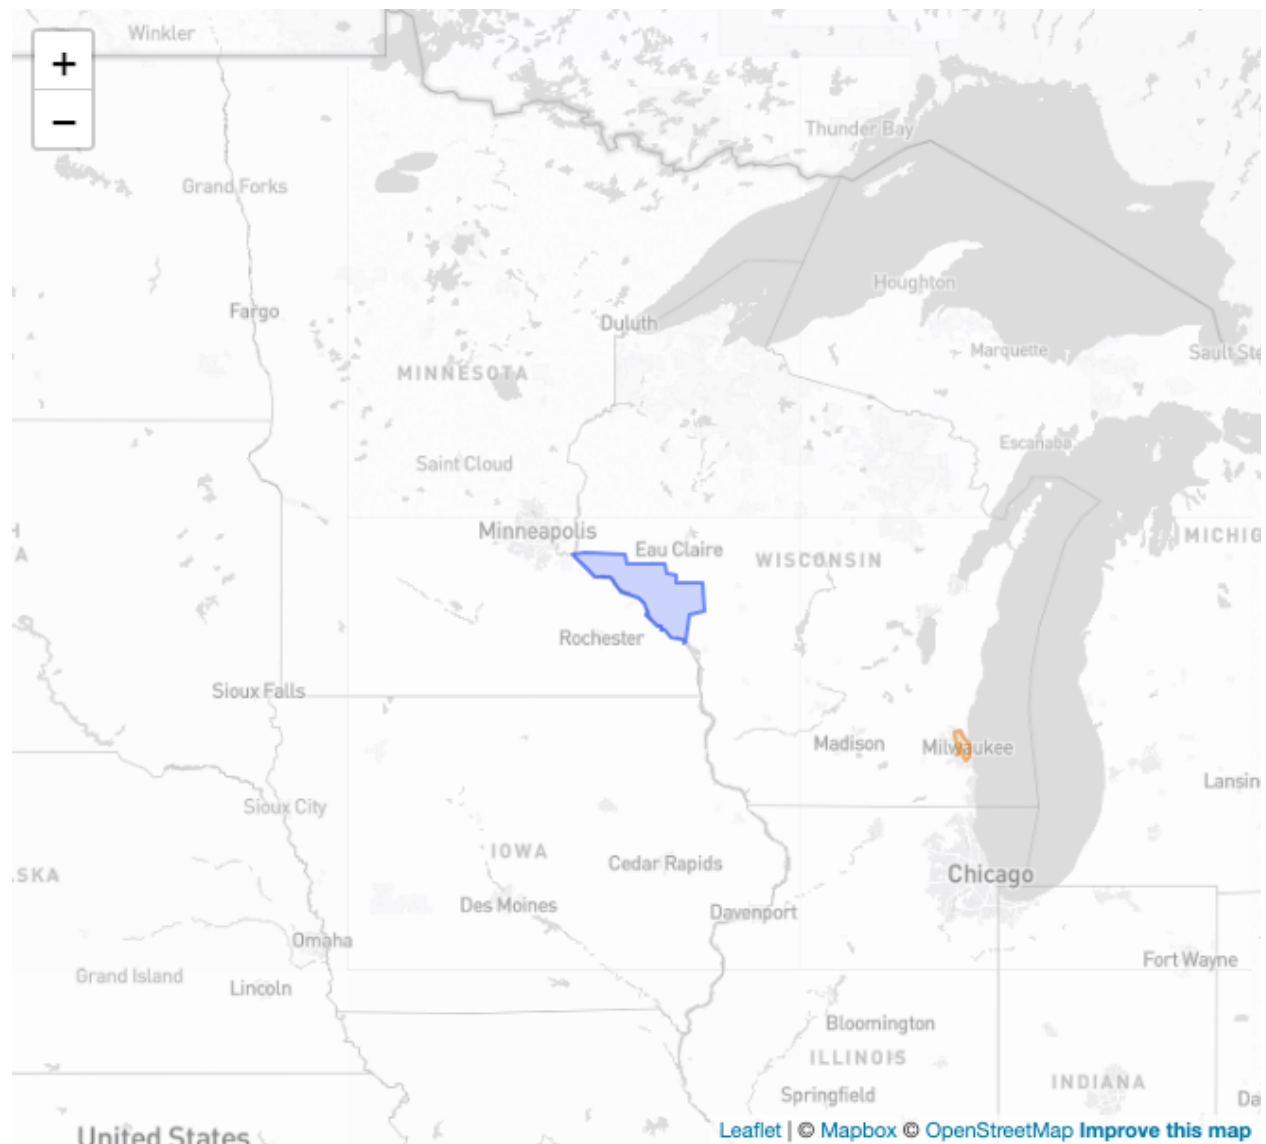 +
−
Winkler
Thunder Bay
Grand Forks
Houghton
Fargo
Duluth
Marquette
Sault Ste
MINNESOTA
Escanaba
Saint Cloud
Minneapolis
MICHIG
H
A
Eau Claire
WISCONSIN
Rochester
Sioux Falls
Madison
Milwaukee
Lansin
Sioux City
IOWA
Cedar Rapids
Chicago
SKA
Des Moines
Davenport
Omaha
Fort Wayne
Grand Island
Lincoln
Bloomington
ILLINOIS
INDIANA
Springfield
Da
United States
Leaflet | © Mapbox © OpenStreetMap Improve this map